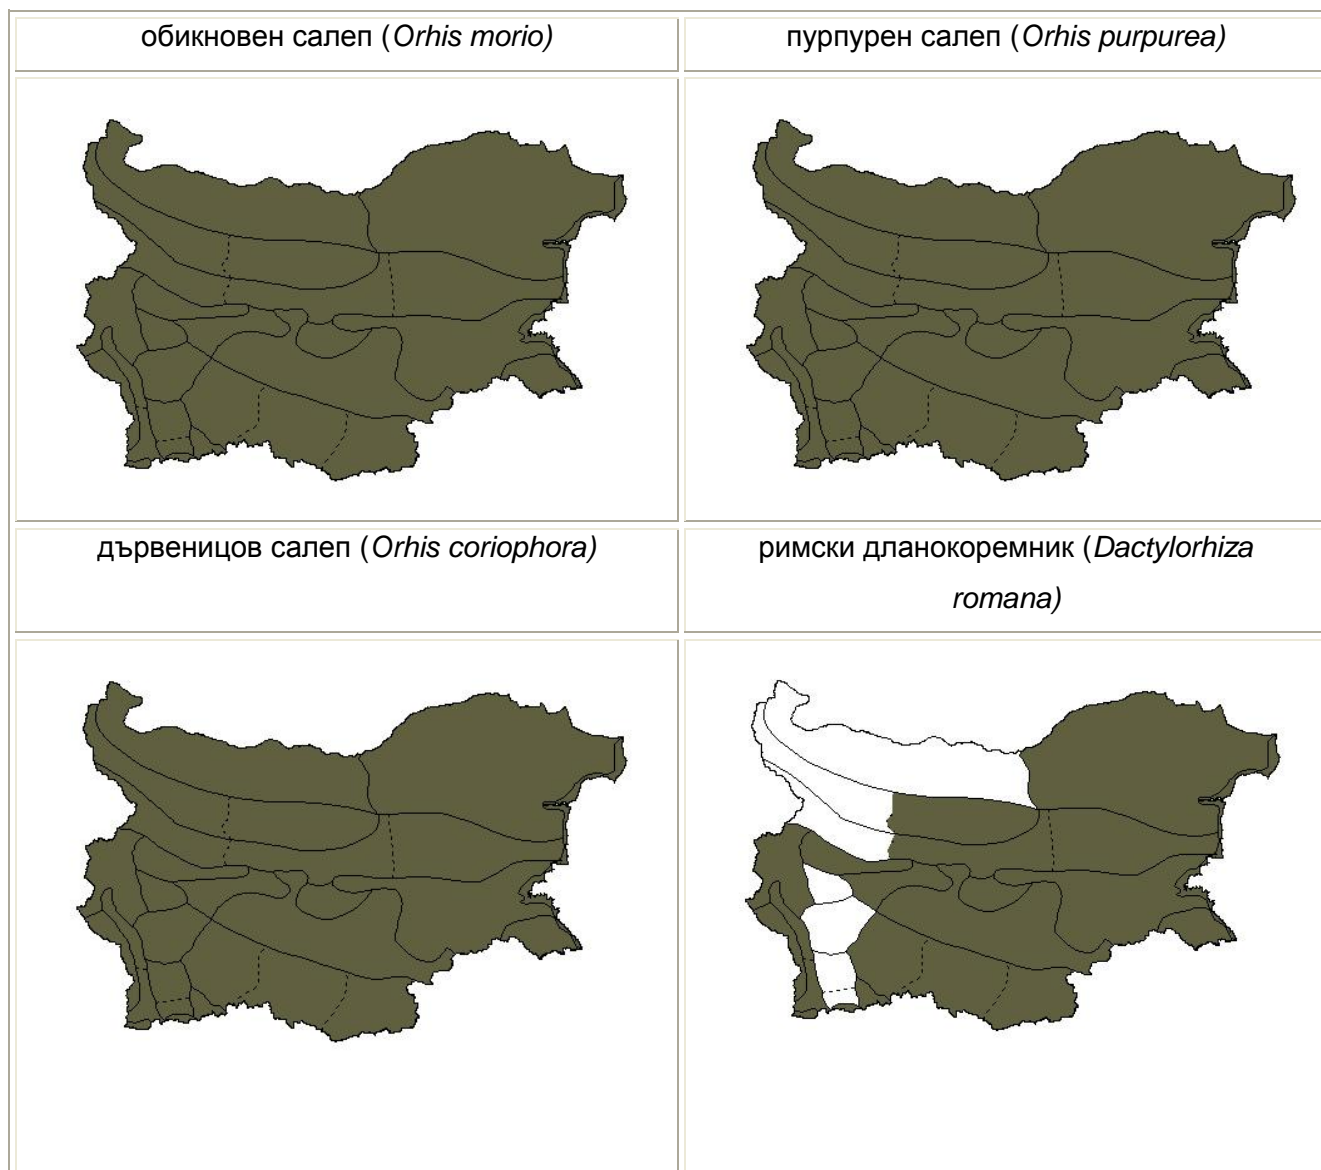 обикновен салеп (Orhis morio)
пурпурен салеп (Orhis purpurea)
дървеницов салеп (Orhis coriophora)
римски дланокоремник (Dactylorhiza
romana)